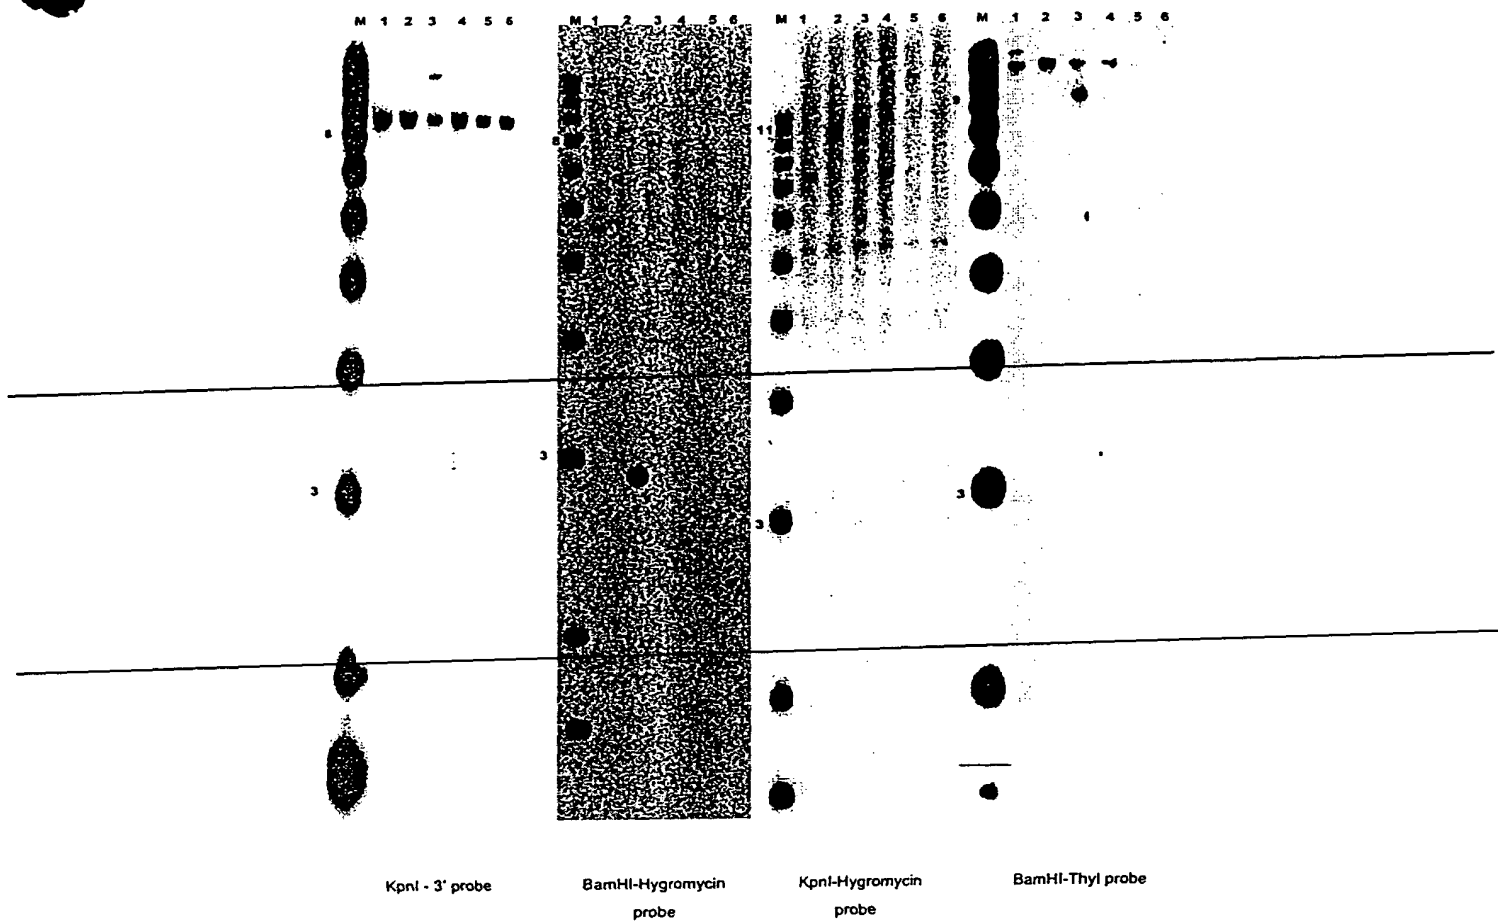 M 1 2 3 4 5 6
M 1 2 3 4 5 6
M 1 2 3 4 5 6
M 1 2 3 4 5 6
8
11
9
3
3
3
3
KpnI - 3' probe
BamHI-Hygromycin
probe
KpnI-Hygromycin
probe
BamHI-Thyl probe